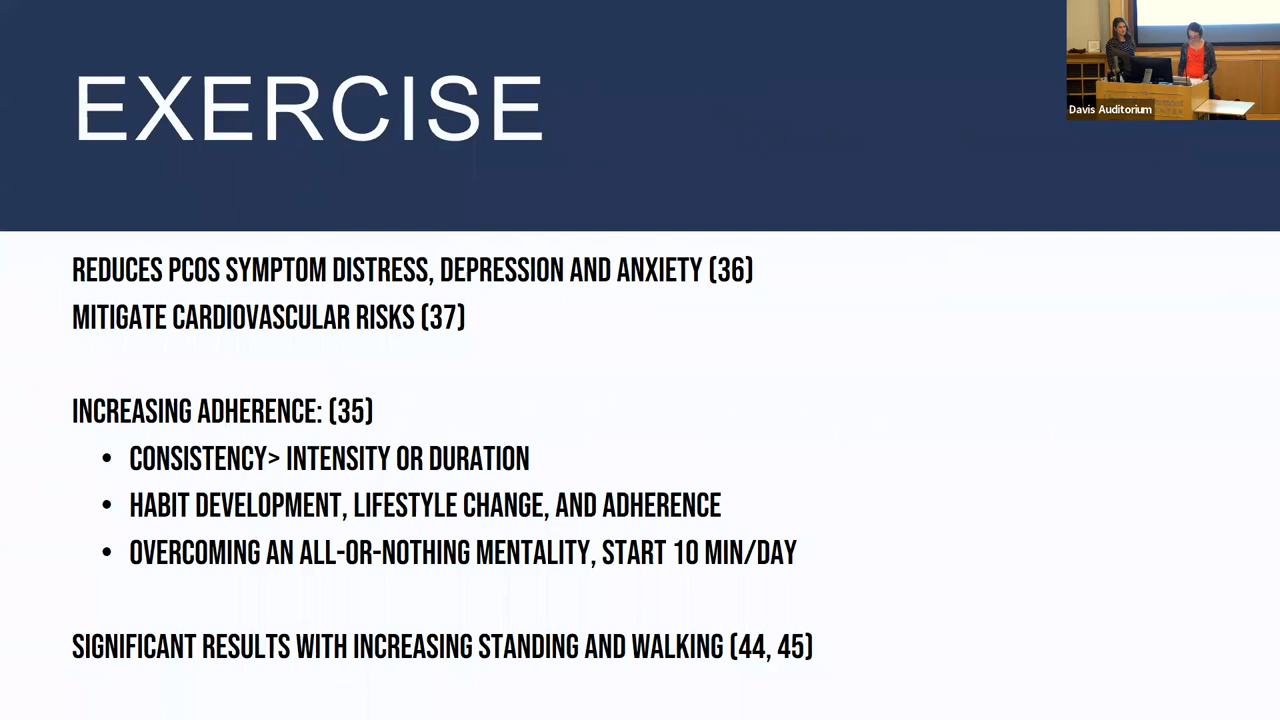 EXERCISE
Davis Auditorium
REDUCES PCOS SYMPTOM DISTRESS, DEPRESSION AND ANXIETY (36)
MITIGATE CARDIOVASCULAR RISKS (37)
INCREASING ADHERENCE: (35)
• CONSISTENCY> INTENSITY OR DURATION
• HABIT DEVELOPMENT, LIFESTYLE CHANGE, AND ADHERENCE
• OVERCOMING AN ALL-OR-NOTHING MENTALITY, START 10 MIN/DAY
SIGNIFICANT RESULTS WITH INCREASING STANDING AND WALKING (44, 45)